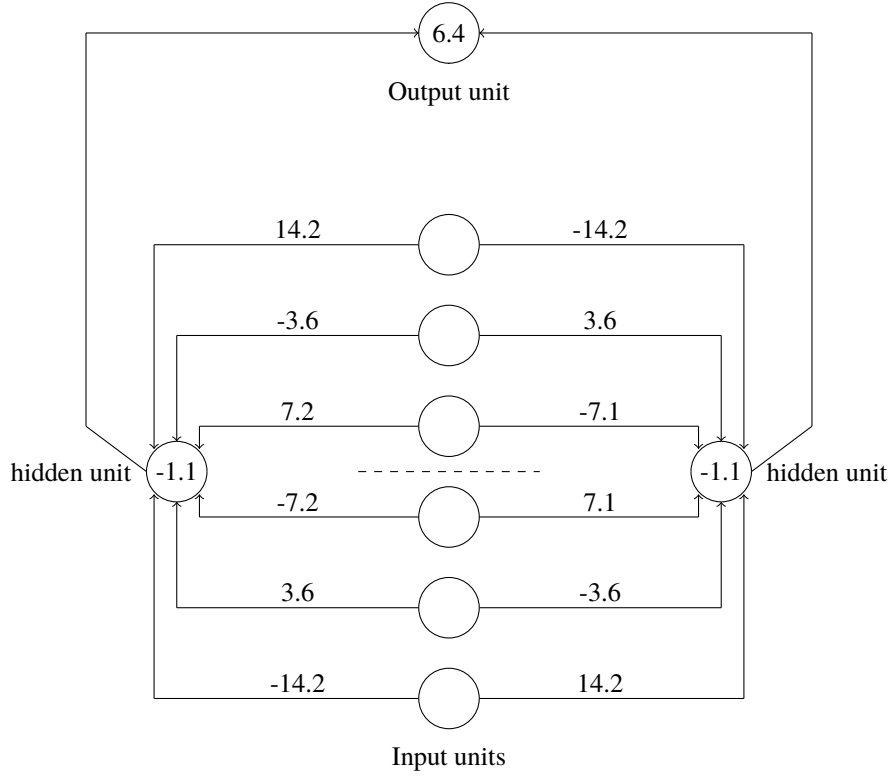 6.4
Output unit
14.2 -14.2
-3.6 3.6
7.2 -7.1
hidden unit -1.1 -1.1 hidden unit
-7.2 7.1
3.6 -3.6
-14.2 14.2
Input units